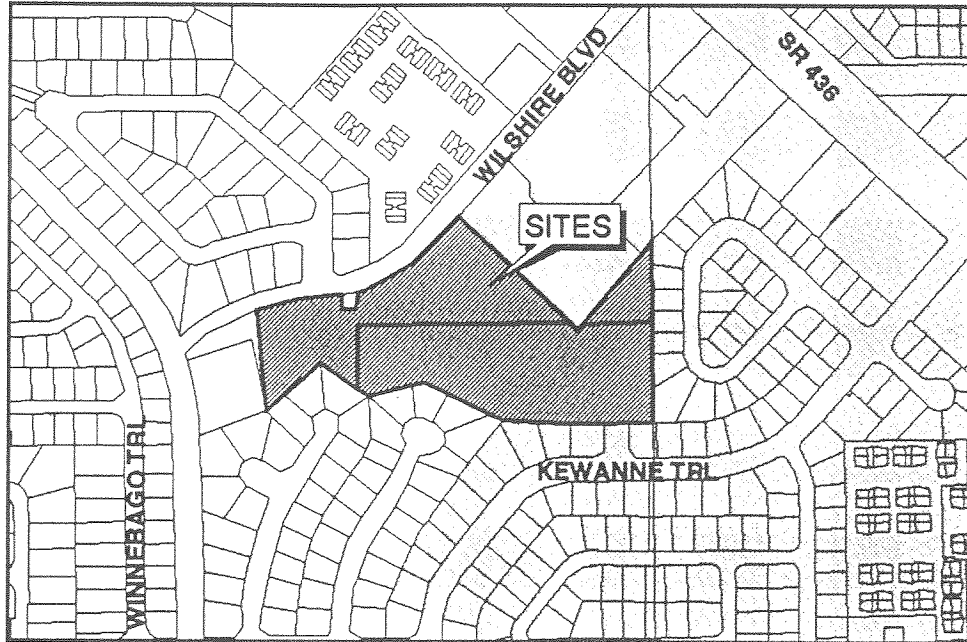 WILSHIRE BLVD
SR 436
SITES
WINNEBAGO TRL
KEWANNE TRL